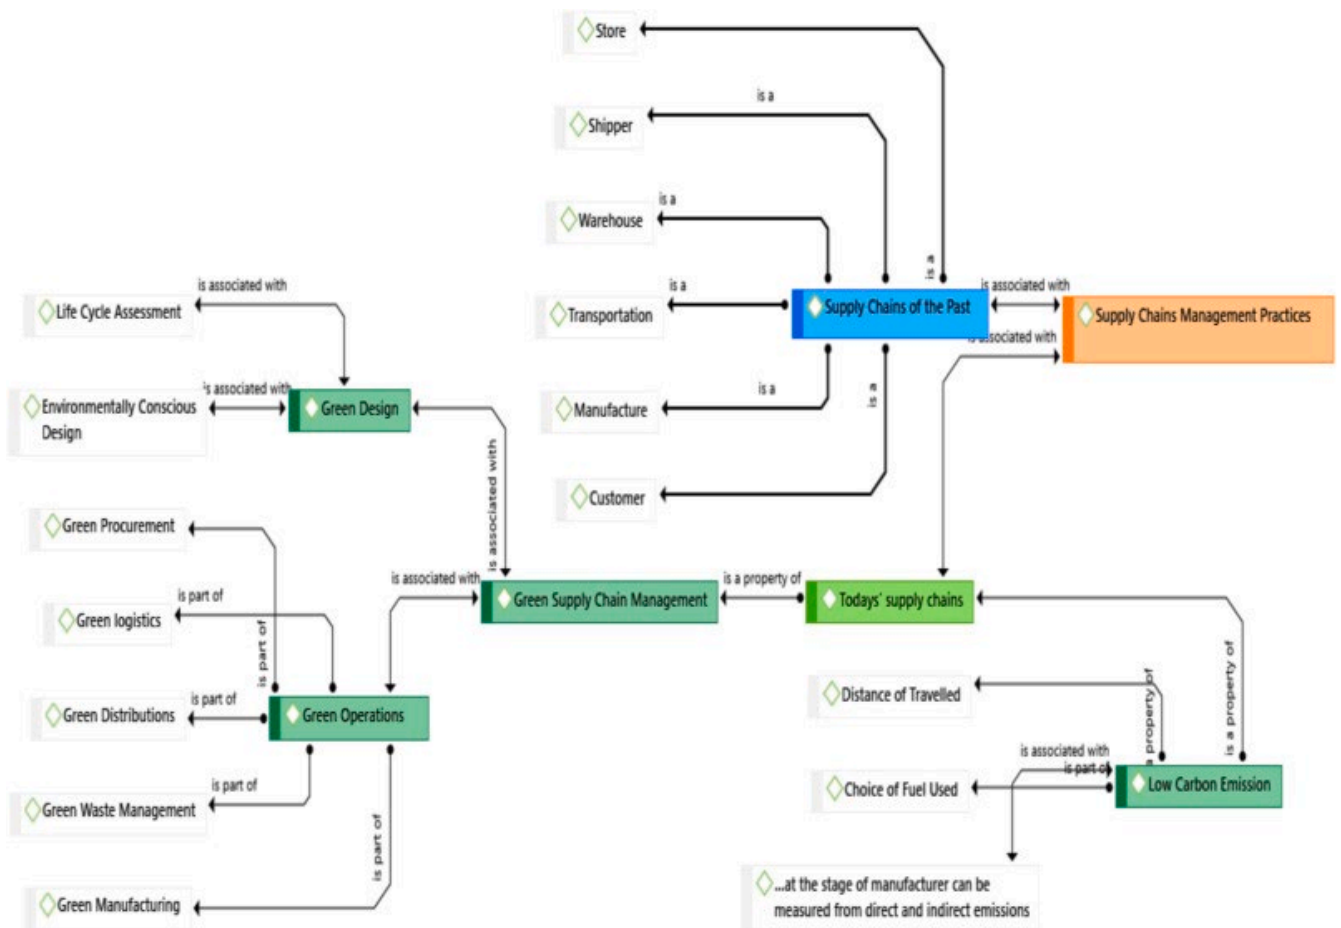 Store
is a
Shipper
is a
Warehouse
is a
is a
Transportation
Supply Chains of the Past
is associated with
Supply Chains Management Practices
is associated with
is a
Manufacture
is a
Customer
is associated with
Life Cycle Assessment
is associated with
Environmentally Conscious
Design
Green Design
is associated with
Green Procurement
is part of
Green logistics
is part of
is associated with
Green Supply Chain Management
is a property of
Todays' supply chains
is part of
Green Distributions
Green Operations
is part of
Green Waste Management
is part of
Green Manufacturing
Distance of Travelled
a property of
is a property of
is associated with
is part of
Choice of Fuel Used
Low Carbon Emission
...at the stage of manufacturer can be
measured from direct and indirect emissions